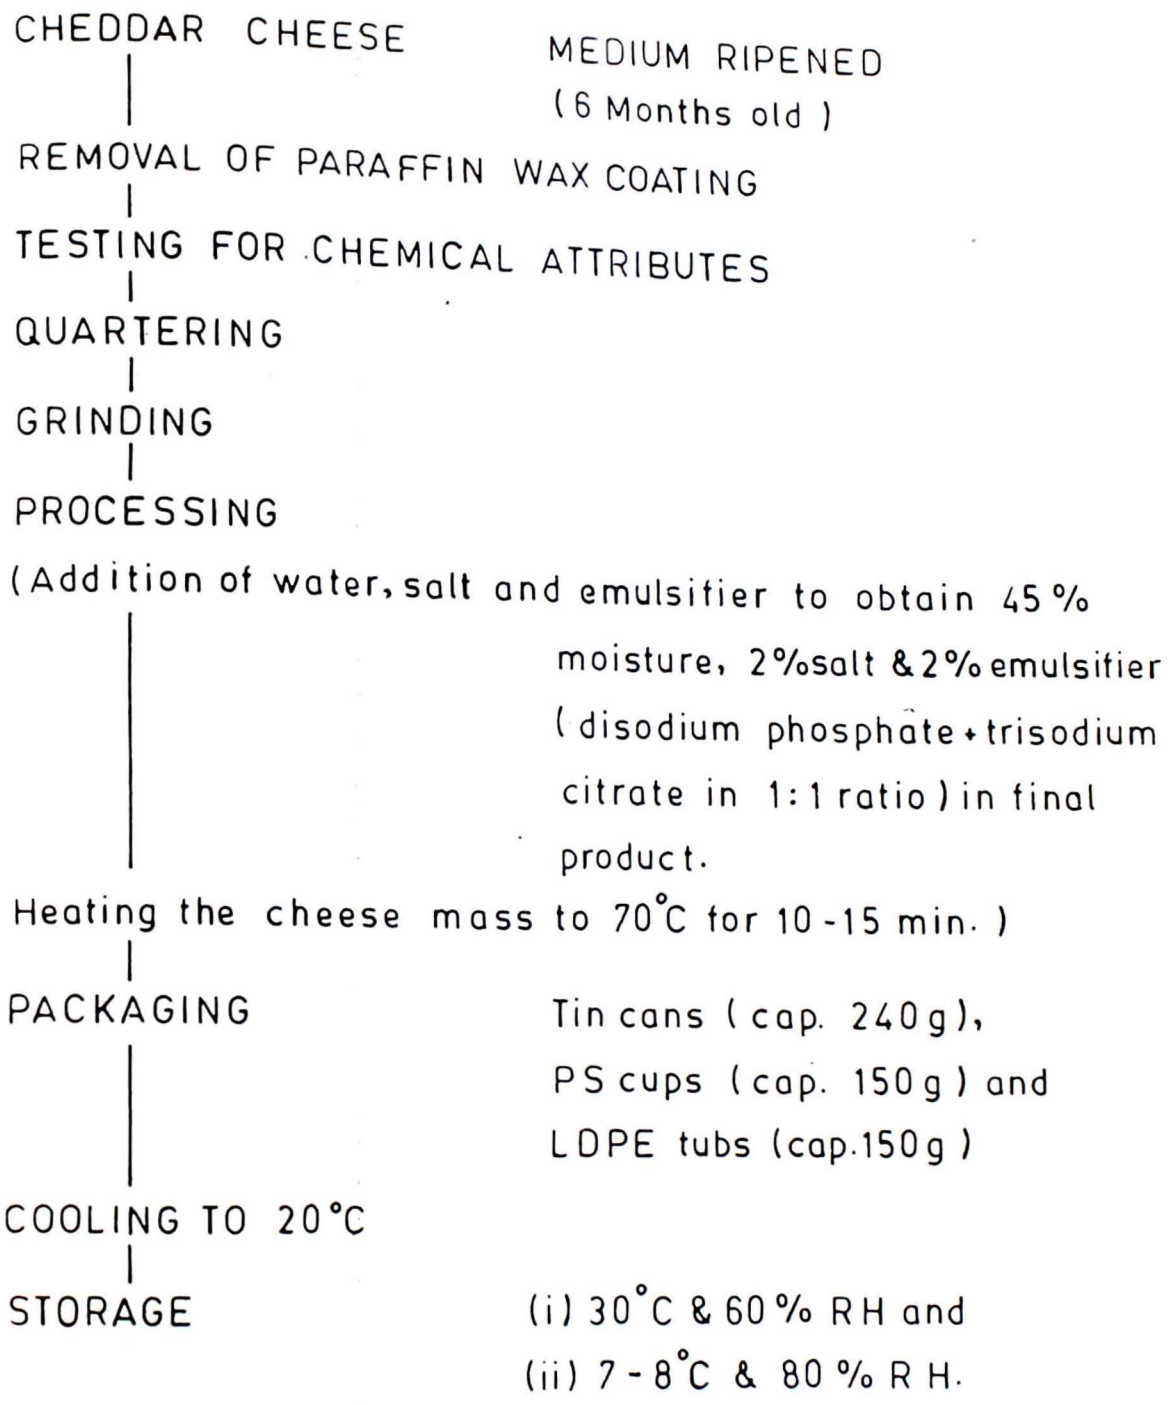 CHEDDAR CHEESE
MEDIUM RIPENED
(6 Months old)
REMOVAL OF PARAFFIN WAX COATING
TESTING FOR CHEMICAL ATTRIBUTES
QUARTERING
GRINDING
PROCESSING
(Addition of water, salt and emulsifier to obtain 45%
moisture, 2% salt & 2% emulsifier
(disodium phosphate + trisodium
citrate in 1:1 ratio) in final
product.
Heating the cheese mass to 70°C for 10-15 min.)
PACKAGING
Tin cans (cap. 240g),
PS cups (cap. 150g) and
LDPE tubs (cap. 150g)
COOLING TO 20°C
STORAGE
(i) 30°C & 60% RH and
(ii) 7-8°C & 80% RH.